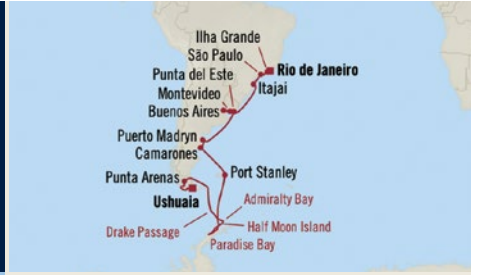 Ilha Grande
São Paulo
Rio de Janeiro
Punta del Este
Itajai
Montevideo
Buenos Aires
Puerto Madryn
Camarones
Punta Arenas
Port Stanley
Ushuaia
Admiralty Bay
Half Moon Island
Drake Passage
Paradise Bay